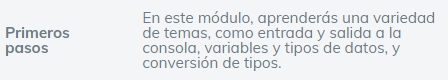 Primeros
pasos
En este módulo, aprenderás una variedad
de temas, como entrada y salida a la
consola, variables y tipos de datos, y
conversión de tipos.